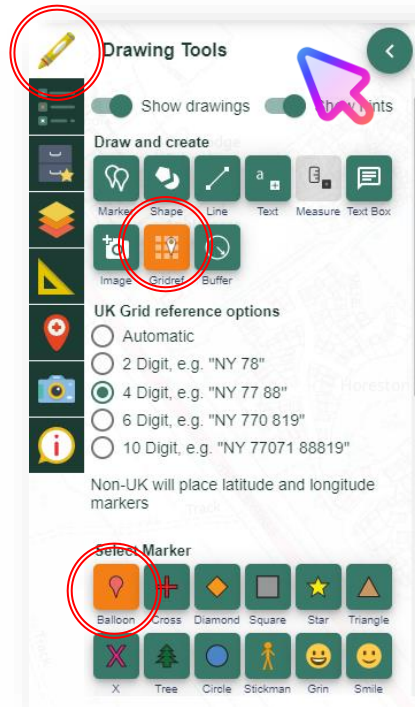 Drawing Tools
Show drawings Show hints
Draw and create
Marker Shape Line Text Measure Text Box
Image Gridref Buffer
UK Grid reference options
Automatic
2 Digit, e.g. "NY 78"
4 Digit, e.g. "NY 77 88"
6 Digit, e.g. "NY 770 819"
10 Digit, e.g. "NY 77071 88819"
Non-UK will place latitude and longitude
markers
Select Marker
Balloon Cross Diamond Square Star Triangle
X Tree Circle Stickman Grin Smile